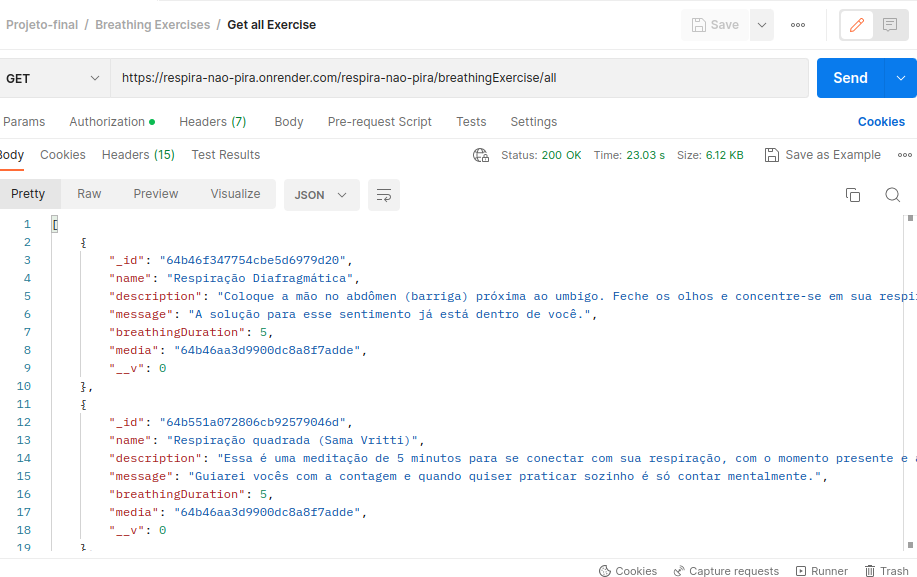 Projeto-final / Breathing Exercises / Get all Exercise
Save
GET
https://respira-nao-pira.onrender.com/respira-nao-pira/breathingExercise/all
Send
Params Authorization Headers (7) Body Pre-request Script Tests Settings Cookies
Body Cookies Headers (15) Test Results Status: 200 OK Time: 23.03 s Size: 6.12 KB Save as Example
Pretty Raw Preview Visualize JSON
1 [
2 {
3 "_id": "64b46f347754cbe5d6979d20",
4 "name": "Respiração Diafragmática",
5 "description": "Coloque a mão no abdômen (barriga) próxima ao umbigo. Feche os olhos e concentre-se em sua respi
6 "message": "A solução para esse sentimento já está dentro de você.",
7 "breathingDuration": 5,
8 "media": "64b46aa3d9900dc8a8f7adde",
9 "__v": 0
10 },
11 {
12 "_id": "64b551a072806cb92579046d",
13 "name": "Respiração quadrada (Sama Vritti)",
14 "description": "Essa é uma meditação de 5 minutos para se conectar com sua respiração, com o momento presente e a
15 "message": "Guiarei vocês com a contagem e quando quiser praticar sozinho é só contar mentalmente.",
16 "breathingDuration": 5,
17 "media": "64b46aa3d9900dc8a8f7adde",
18 "__v": 0
19 }
Cookies Capture requests Runner Trash